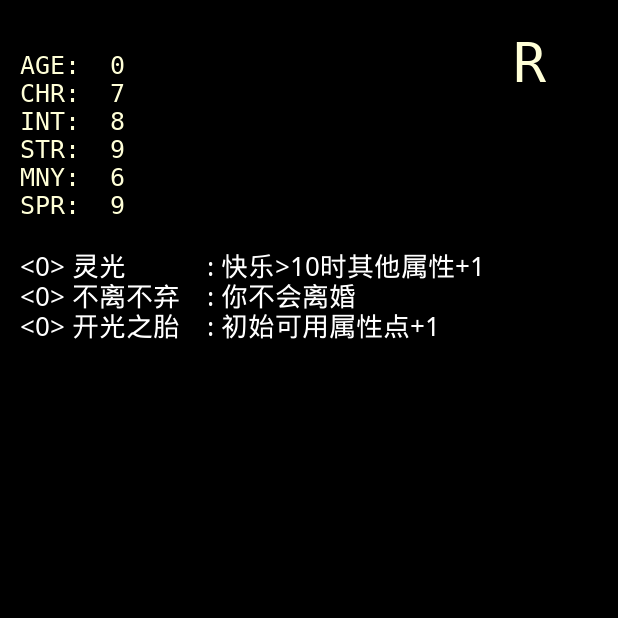 R
AGE: 0
CHR: 7
INT: 8
STR: 9
MNY: 6
SPR: 9
<0> 灵光 : 快乐>10时其他属性+1
<0> 不离不弃 : 你不会离婚
<0> 开光之胎 : 初始可用属性点+1